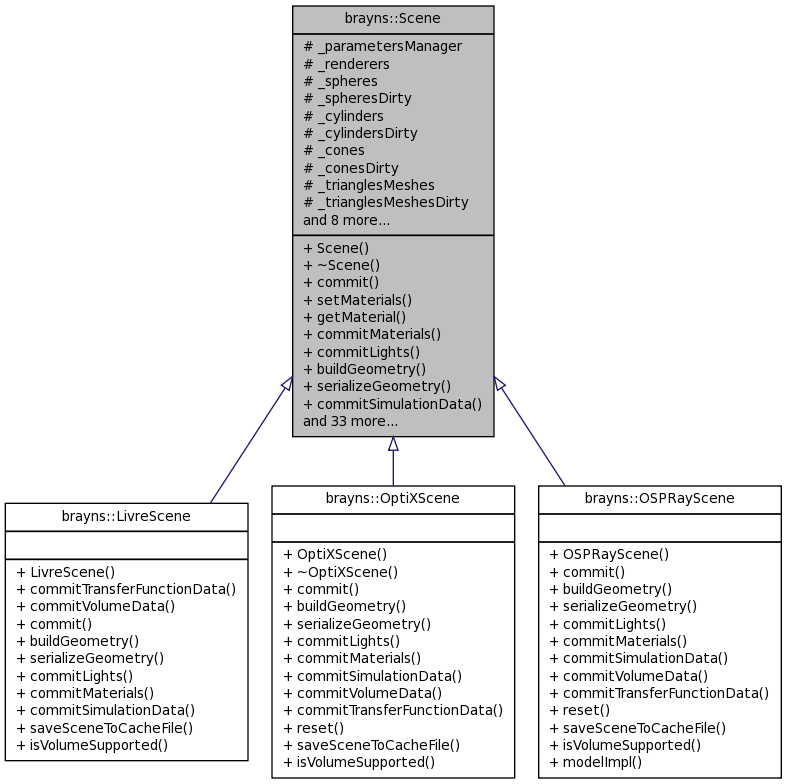 brayns::Scene
# _parametersManager
# _renderers
# _spheres
# _spheresDirty
# _cylinders
# _cylindersDirty
# _cones
# _conesDirty
# _trianglesMeshes
# _trianglesMeshesDirty
and 8 more...
+ Scene()
+ ~Scene()
+ commit()
+ setMaterials()
+ getMaterial()
+ commitMaterials()
+ commitLights()
+ buildGeometry()
+ serializeGeometry()
+ commitSimulationData()
and 33 more...
brayns::LivreScene
+ LivreScene()
+ commitTransferFunctionData()
+ commitVolumeData()
+ commit()
+ buildGeometry()
+ serializeGeometry()
+ commitLights()
+ commitMaterials()
+ commitSimulationData()
+ saveSceneToCacheFile()
+ isVolumeSupported()
brayns::OptiXScene
+ OptiXScene()
+ ~OptiXScene()
+ commit()
+ buildGeometry()
+ serializeGeometry()
+ commitLights()
+ commitMaterials()
+ commitSimulationData()
+ commitVolumeData()
+ commitTransferFunctionData()
+ reset()
+ saveSceneToCacheFile()
+ isVolumeSupported()
brayns::OSPRayScene
+ OSPRayScene()
+ commit()
+ buildGeometry()
+ serializeGeometry()
+ commitLights()
+ commitMaterials()
+ commitSimulationData()
+ commitVolumeData()
+ commitTransferFunctionData()
+ reset()
+ saveSceneToCacheFile()
+ isVolumeSupported()
+ modelImpl()